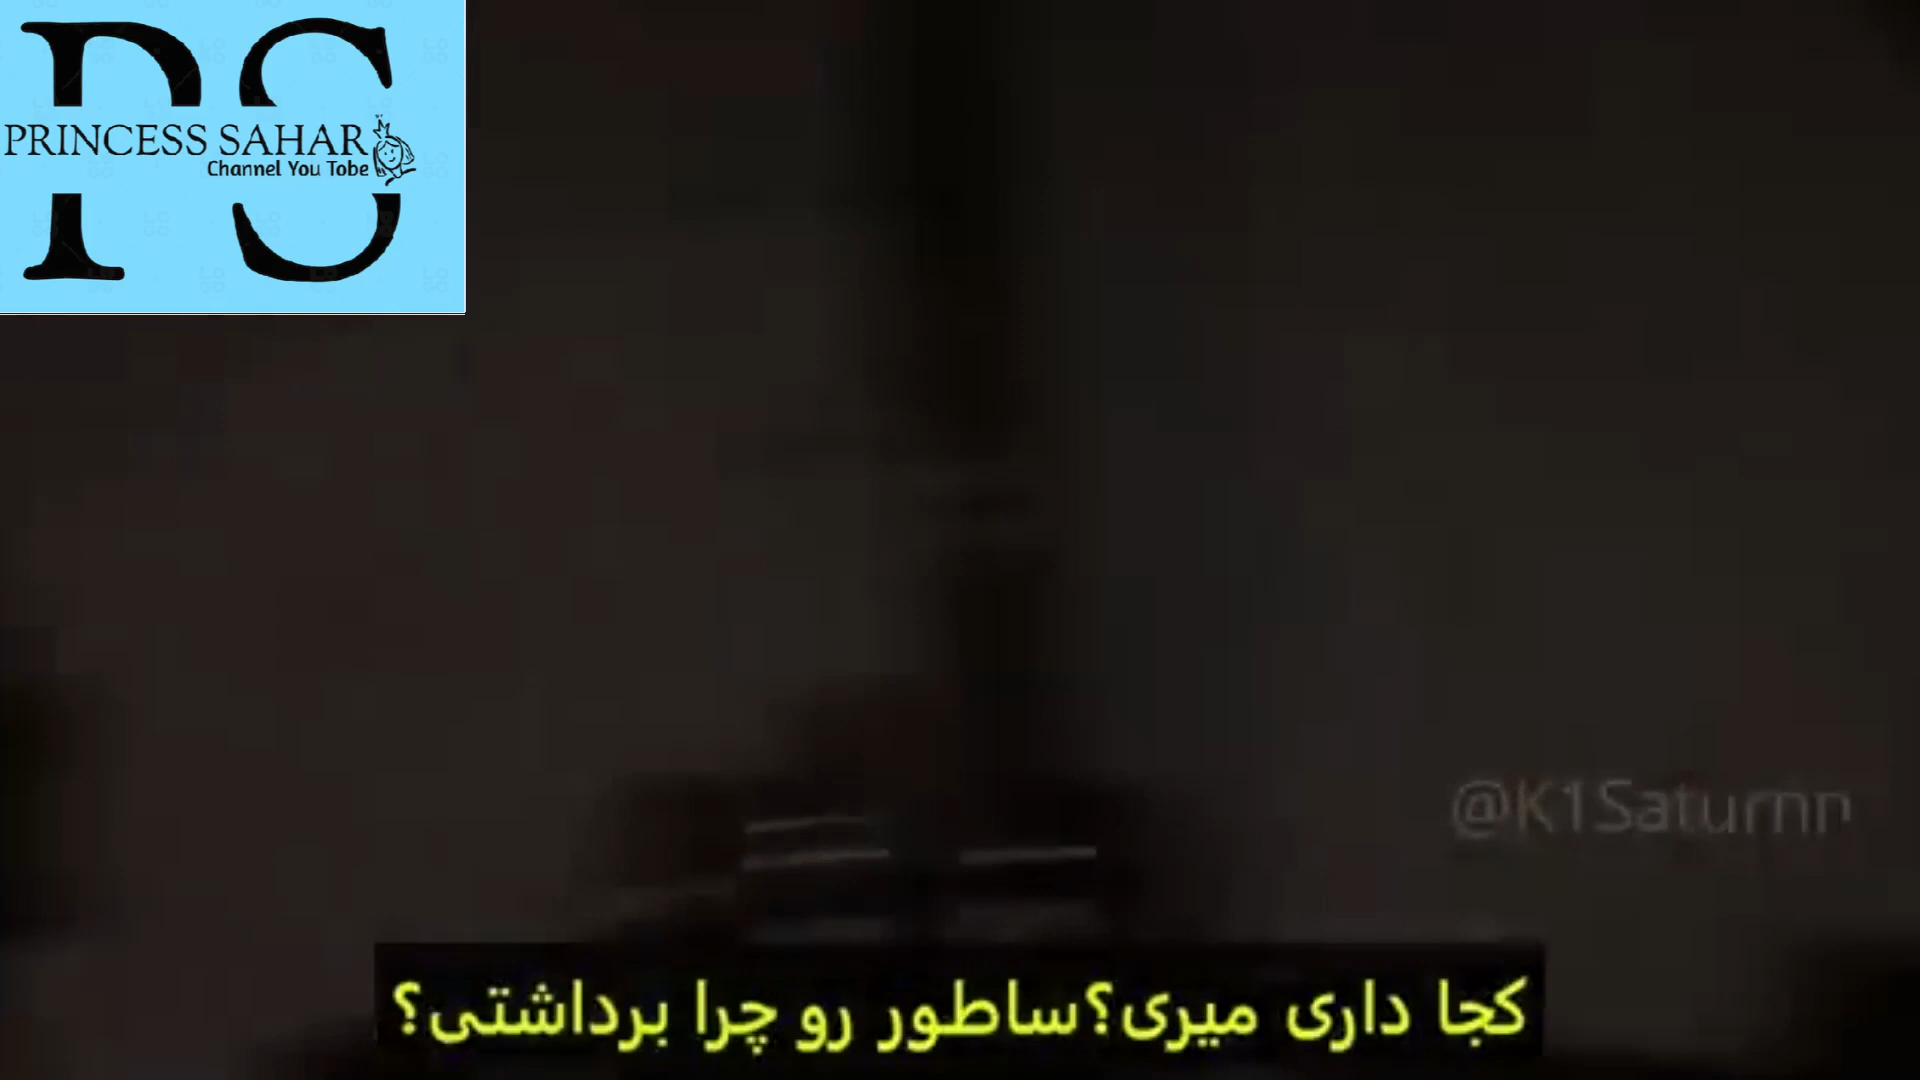 PS
PRINCESS SAHAR
Channel You Tobe
@K1Saturnn
کجا داری میری؟ساطور رو چرا برداشتی؟